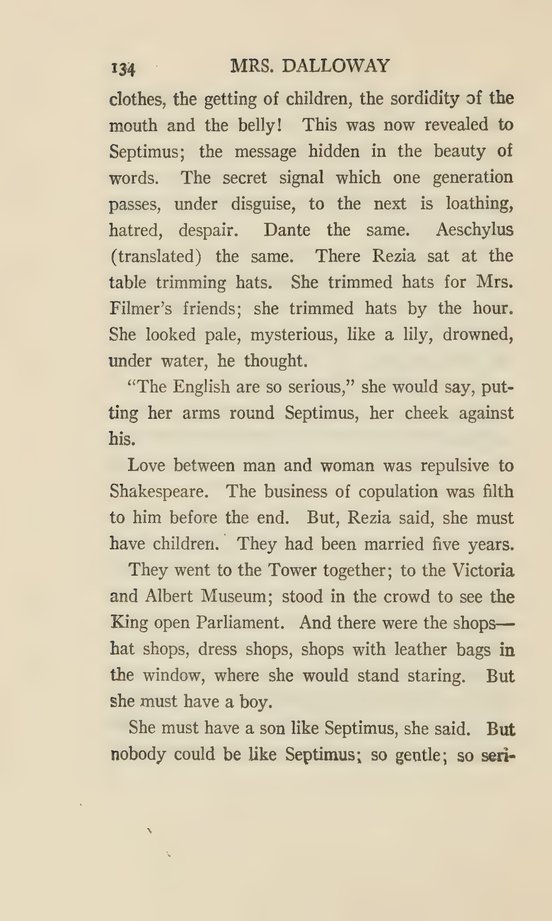 134 MRS. DALLOWAY
clothes, the getting of children, the sordidity of the
mouth and the belly! This was now revealed to
Septimus; the message hidden in the beauty of
words. The secret signal which one generation
passes, under disguise, to the next is loathing,
hatred, despair. Dante the same. Aeschylus
(translated) the same. There Rezia sat at the
table trimming hats. She trimmed hats for Mrs.
Filmer's friends; she trimmed hats by the hour.
She looked pale, mysterious, like a lily, drowned,
under water, he thought.
“The English are so serious,” she would say, put-
ting her arms round Septimus, her cheek against
his.
Love between man and woman was repulsive to
Shakespeare. The business of copulation was filth
to him before the end. But, Rezia said, she must
have children. They had been married five years.
They went to the Tower together; to the Victoria
and Albert Museum; stood in the crowd to see the
King open Parliament. And there were the shops—
hat shops, dress shops, shops with leather bags in
the window, where she would stand staring. But
she must have a boy.
She must have a son like Septimus, she said. But
nobody could be like Septimus; so gentle; so seri-